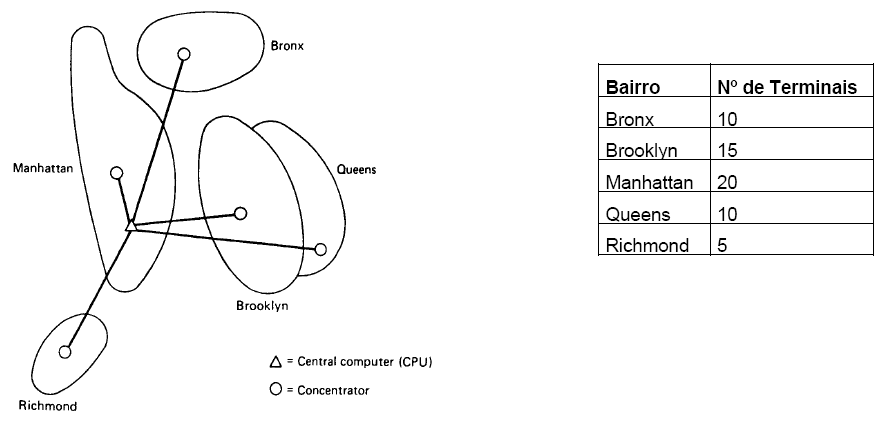 Bronx
Manhattan
Queens
Brooklyn
Richmond
△ = Central computer (CPU)
○ = Concentrator
Bairro Nº de Terminais
Bronx 10
Brooklyn 15
Manhattan 20
Queens 10
Richmond 5